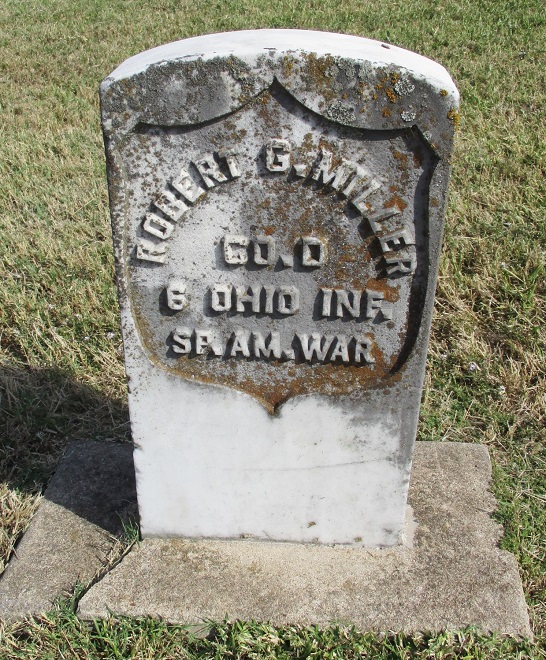 ROBERT G. MILLER
CO. D
6 OHIO INF.
SP. AM. WAR